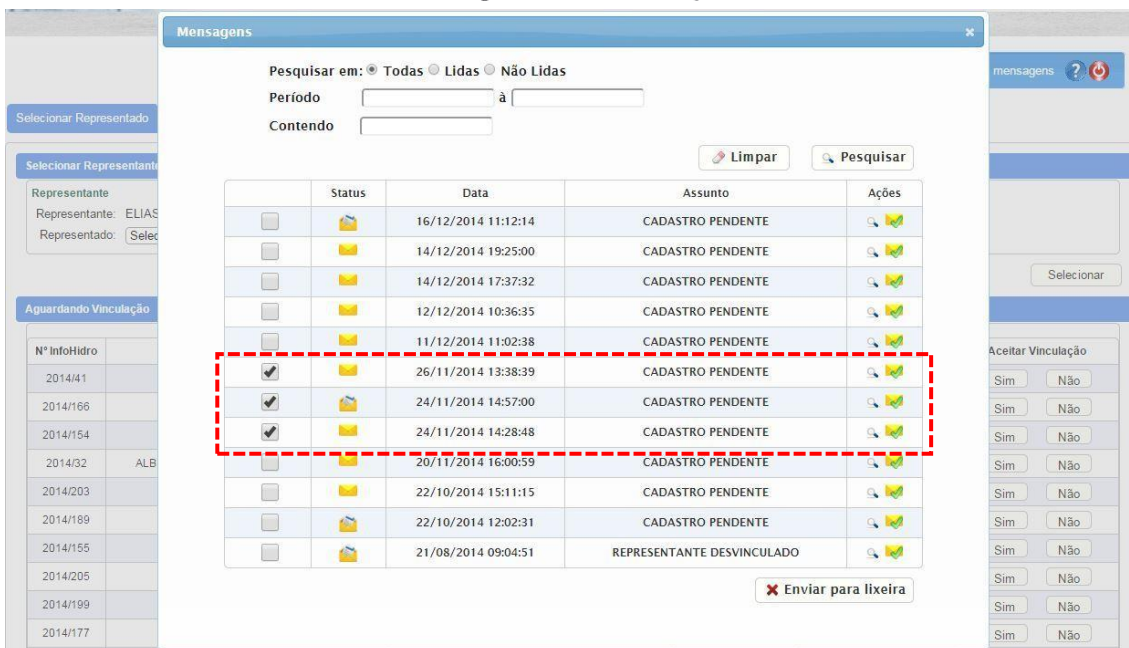 Mensagens
mensagens ?
Pesquisar em: Todas Lidas Não Lidas
Período à
Contendo
Limpar Pesquisar
Selecionar Representado
Selecionar Representante
Representante
Representante: ELIAS
Representado: Selec
Selecionar
Aguardando Vinculação
Status Data Assunto Ações
16/12/2014 11:12:14 CADASTRO PENDENTE
14/12/2014 19:25:00 CADASTRO PENDENTE
14/12/2014 17:37:32 CADASTRO PENDENTE
12/12/2014 10:36:35 CADASTRO PENDENTE
11/12/2014 11:02:38 CADASTRO PENDENTE
26/11/2014 13:38:39 CADASTRO PENDENTE
24/11/2014 14:57:00 CADASTRO PENDENTE
24/11/2014 14:28:48 CADASTRO PENDENTE
20/11/2014 16:00:59 CADASTRO PENDENTE
22/10/2014 15:11:15 CADASTRO PENDENTE
22/10/2014 12:02:31 CADASTRO PENDENTE
21/08/2014 09:04:51 REPRESENTANTE DESVINCULADO
Enviar para lixeira
Nº InfoHidro Aceitar Vinculação
2014/41 Sim Não
2014/166 Sim Não
2014/154 Sim Não
2014/32 ALB Sim Não
2014/203 Sim Não
2014/189 Sim Não
2014/155 Sim Não
2014/205 Sim Não
2014/199 Sim Não
2014/177 Sim Não